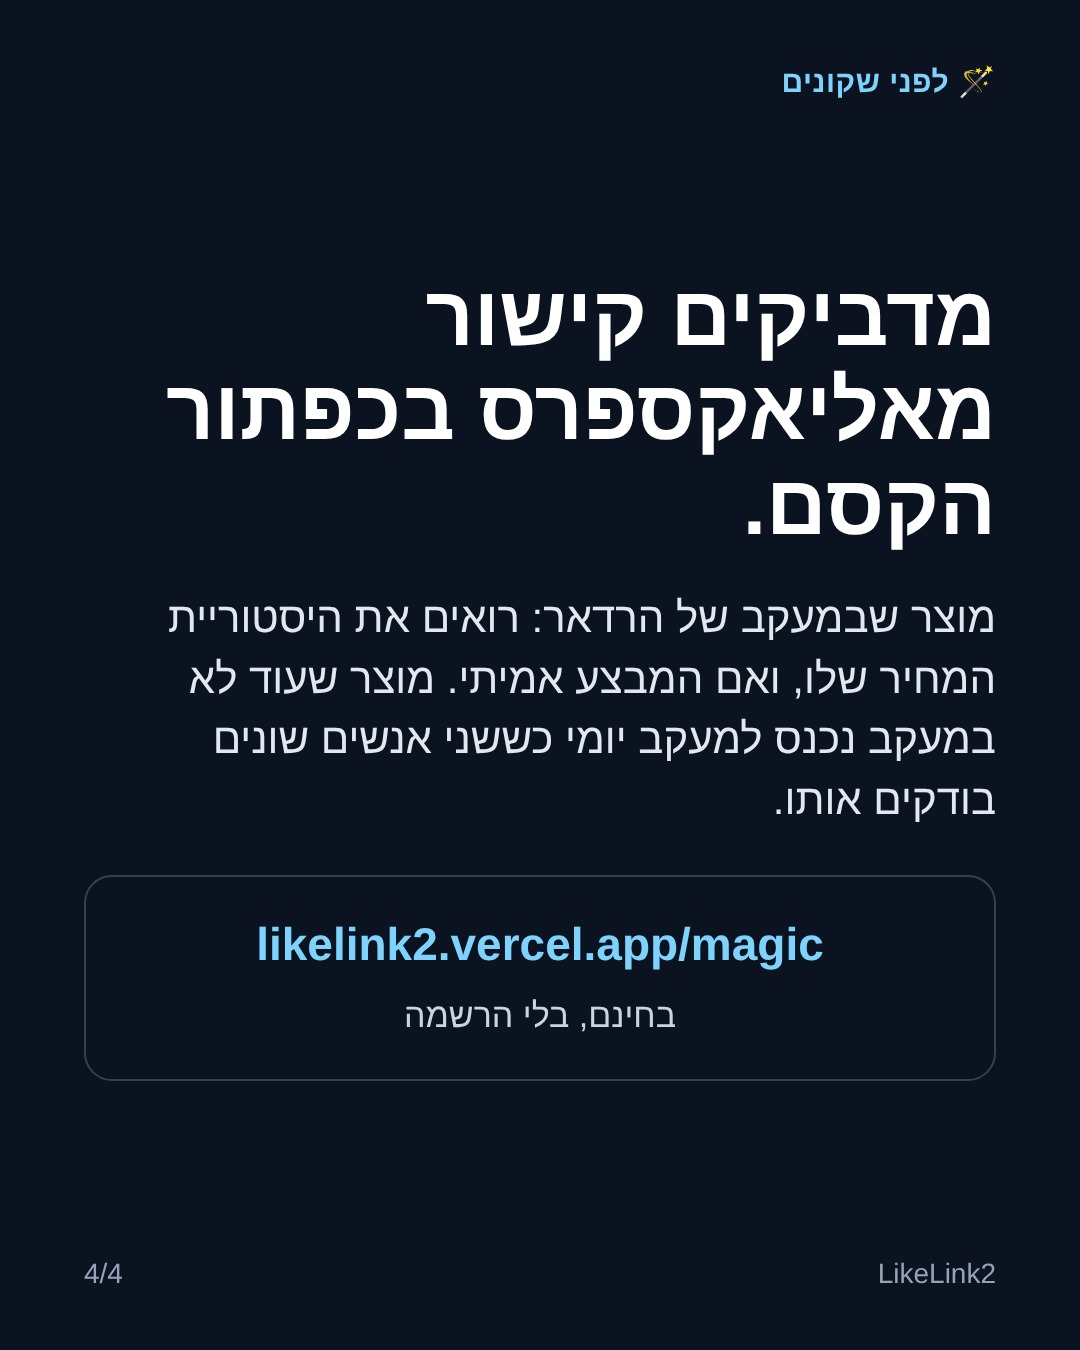 🪄 לפני שקונים
מדביקים קישור
מאליאקספרס בכפתור
הקסם.
מוצר שבמעקב של הרדאר: רואים את היסטוריית
המחיר שלו, ואם המבצע אמיתי. מוצר שעוד לא
במעקב נכנס למעקב יומי כששני אנשים שונים
בודקים אותו.
likelink2.vercel.app/magic
בחינם, בלי הרשמה
LikeLink2
4/4